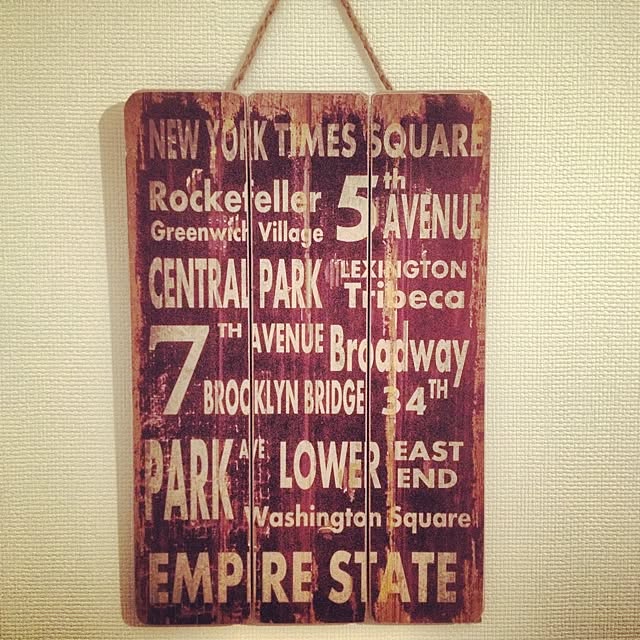 NEW YORK TIMES SQUARE
Rockefeller 5th AVENUE
Greenwich Village
CENTRAL PARK LEXINGTON
Tribeca
7TH AVENUE Broadway
BROOKLYN BRIDGE 34TH
PARK AVE LOWER EAST END
Washington Square
EMPIRE STATE